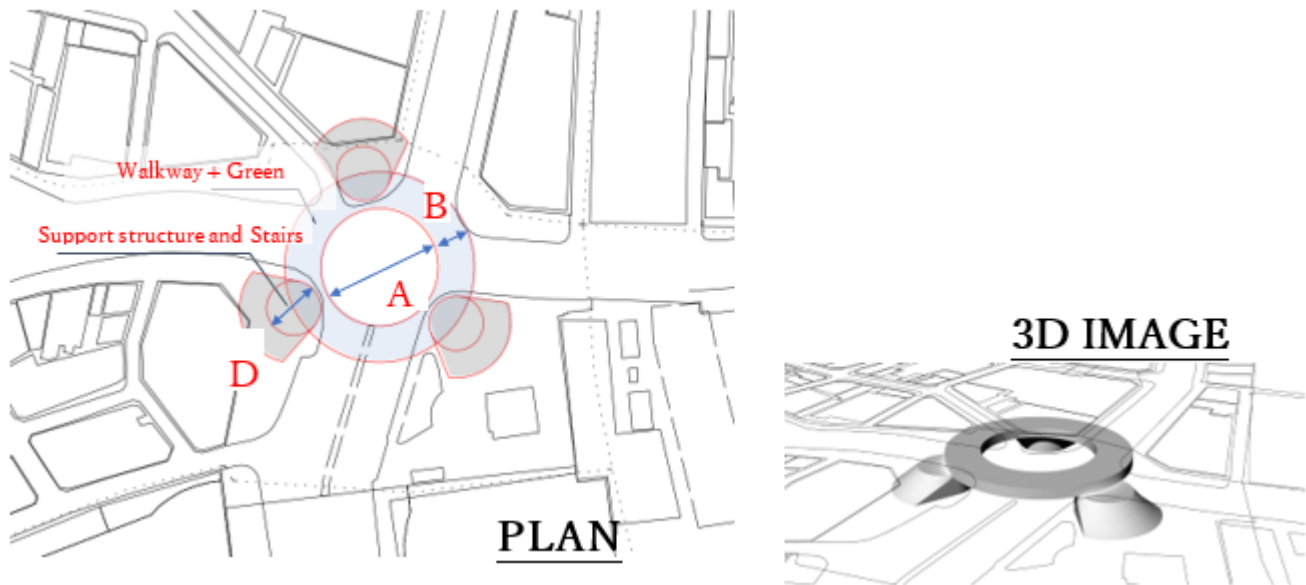 Walkway + Green
B
Support structure and Stairs
A
D
PLAN
3D IMAGE